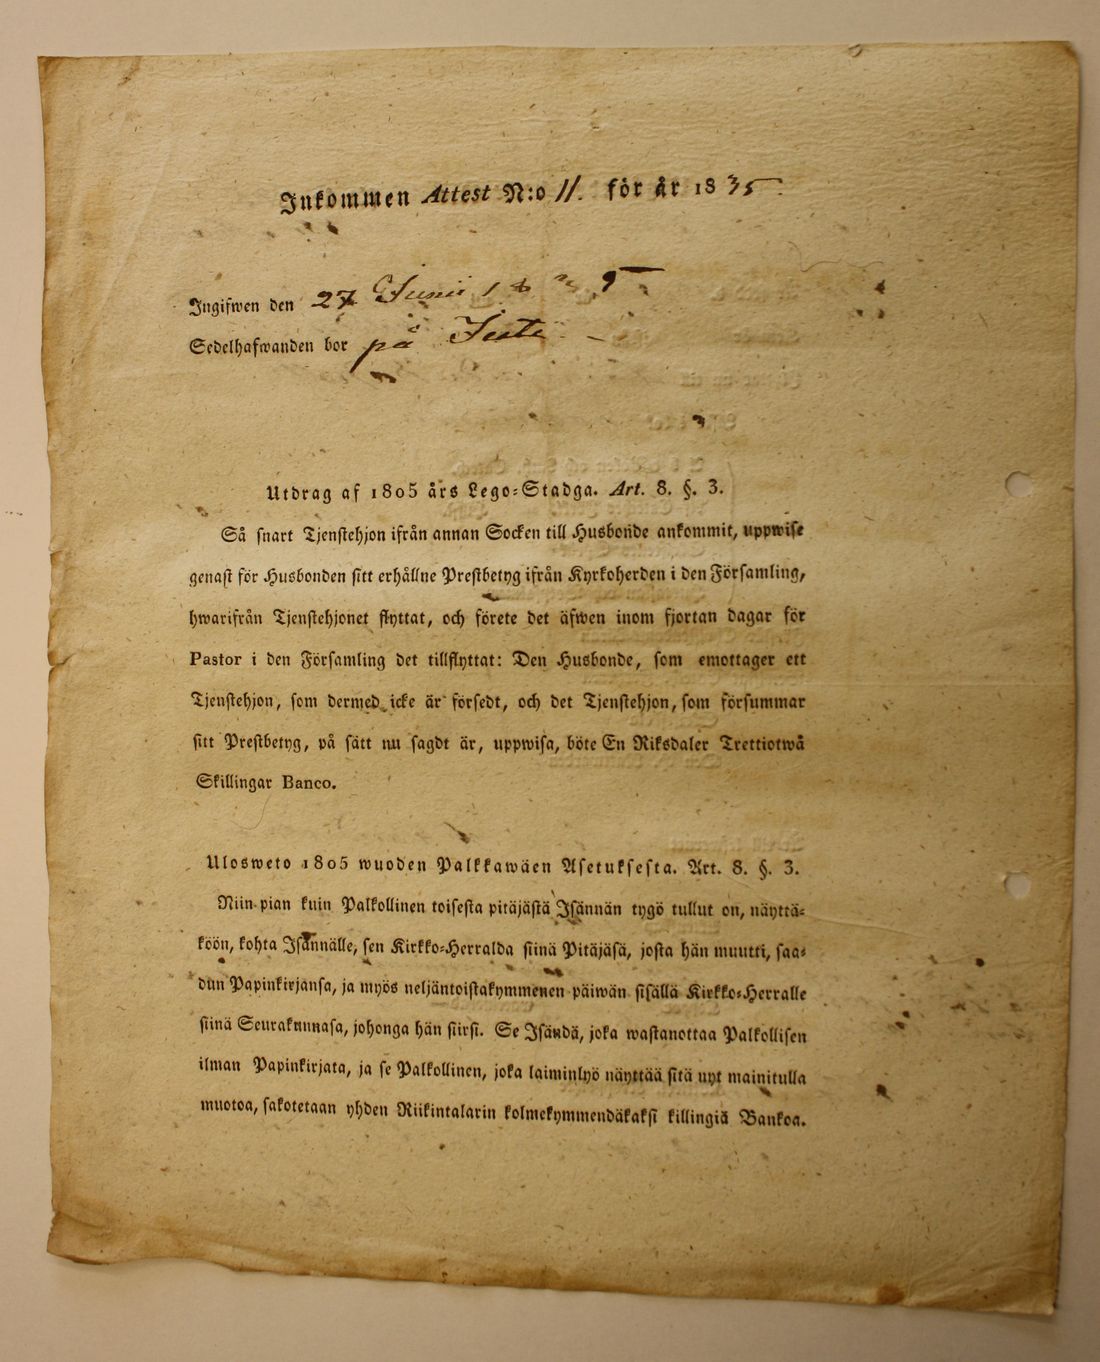 Inkommen Attest N:o 11. för år 1835
Ingifwen den 27 Junii 1835
Sedelhafwanden bor på
Utdrag af 1805 års Lego=Stadga. Art. 8. §. 3.
Så snart Tjenstehjon ifrån annan Socken till Husbonde ankommit, uppwise
genast för Husbonden sitt erhållne Prestbetyg ifrån Kyrkoherden i den Församling,
hwarifrån Tjenstehjonet flyttat, och förete det äfwen inom fjortan dagar för
Pastor i den Församling det tillflyttat: Den Husbonde, som emottager ett
Tjenstehjon, som dermed icke är försedt, och det Tjenstehjon, som försummar
sitt Prestbetyg, på sätt nu sagdt är, uppwisa, böte En Riksdaler Trettiotwå
Skillingar Banco.
Ulosweto 1805 wuoden Palkkawäen Asetuksesta. Art. 8. §. 3.
Niin pian kuin Palkollinen toisesta pitäjästä Isännän tygö tullut on, näyttä=
köön, kohta Isännälle, sen Kirkko=Herralda siinä Pitäjäsä, josta hän muutti, saa=
dun Papinkirjansa, ja myös neljäntoistakymmenen päiwän sisällä Kirkko=Herralle
siinä Seurakunnasa, johonga hän siirsi. Se Isändä, joka wastanottaa Palkollisen
ilman Papinkirjata, ja se Palkollinen, joka laiminlyö näyttää sitä nyt mainitulla
muotoa, sakotetaan yhden Riikintalarin kolmekymmendäkaksi killingiä Bankoa.